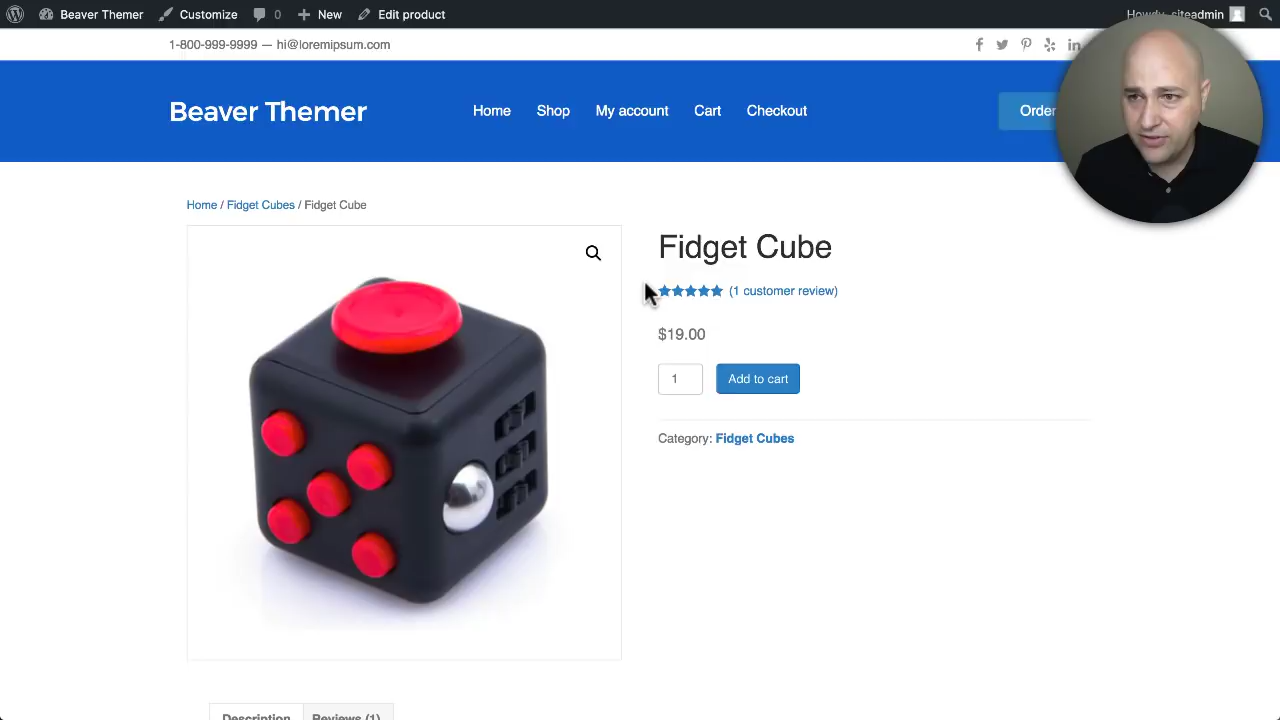 Beaver Themer Customize 0 New Edit product Howdy, siteadmin
1-800-999-9999 — hi@loremipsum.com
Beaver Themer Home Shop My account Cart Checkout Order
Home / Fidget Cubes / Fidget Cube
Fidget Cube
(1 customer review)
$19.00
1 Add to cart
Category: Fidget Cubes
Description Reviews (1)